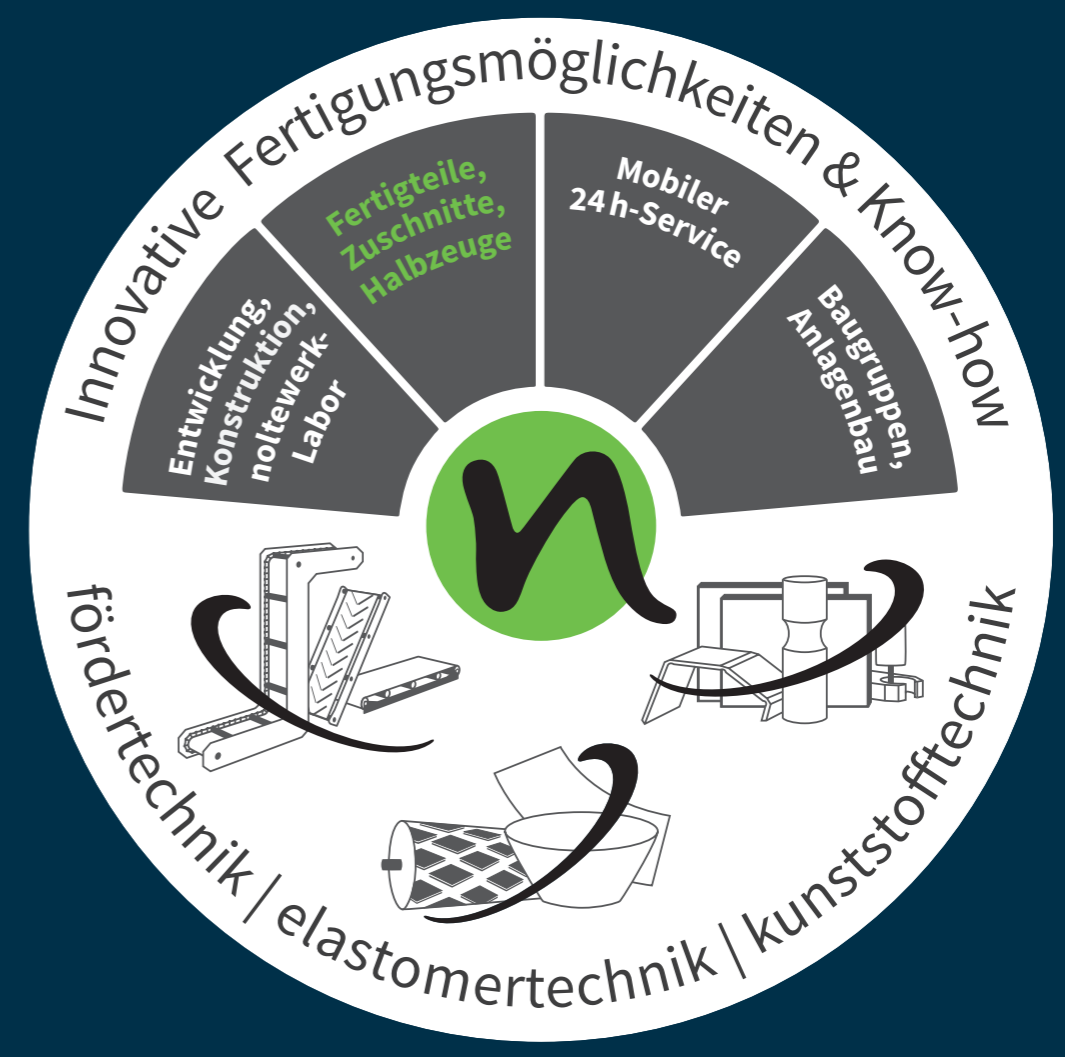 Innovative Fertigungsmöglichkeiten & Know-how
Entwicklung,
Konstruktion,
noltewerk-
Labor
Fertigteile,
Zuschnitte,
Halbzeuge
Mobiler
24 h-Service
Baugruppen,
Anlagenbau
n
fördertechnik | elastomertechnik | kunststofftechnik